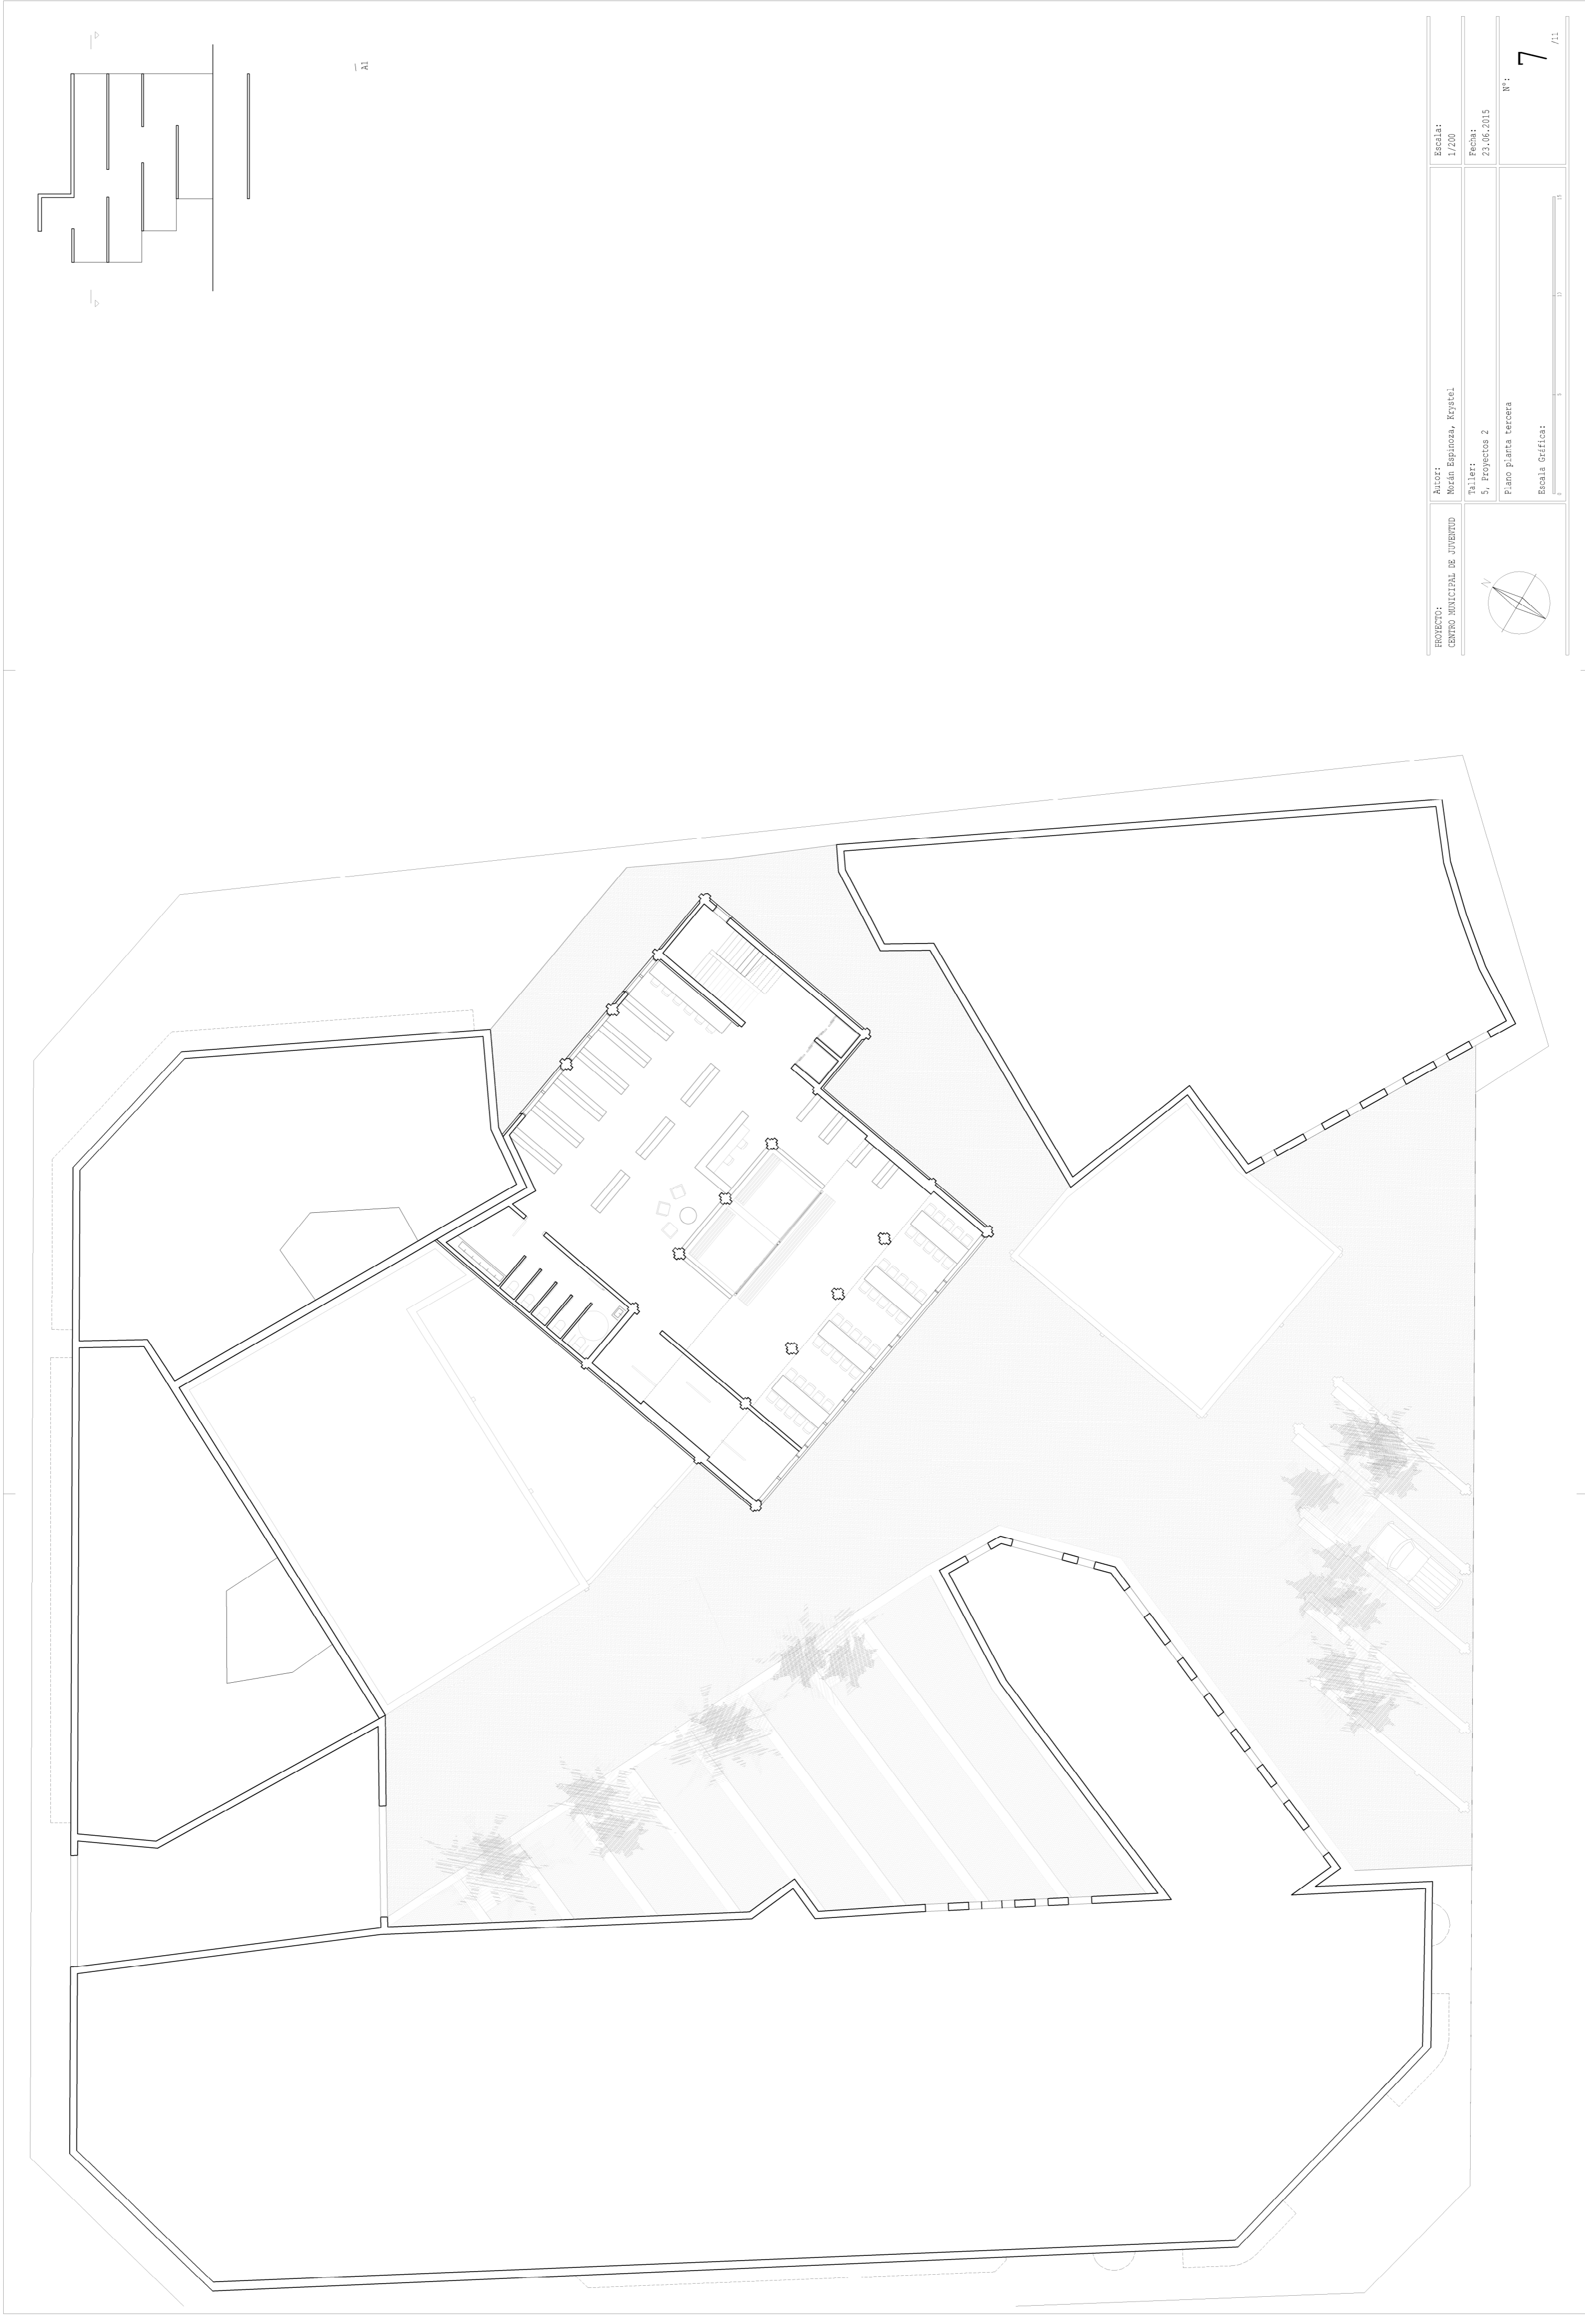 A1
PROYECTO:
CENTRO MUNICIPAL DE JUVENTUD
N
Autor:
Morán Espinoza, Krystel
Taller:
5, Proyectos 2
Plano planta tercera
Escala Gráfica:
Escala:
1/200
Fecha:
23.06.2015
Nº:
7
/11